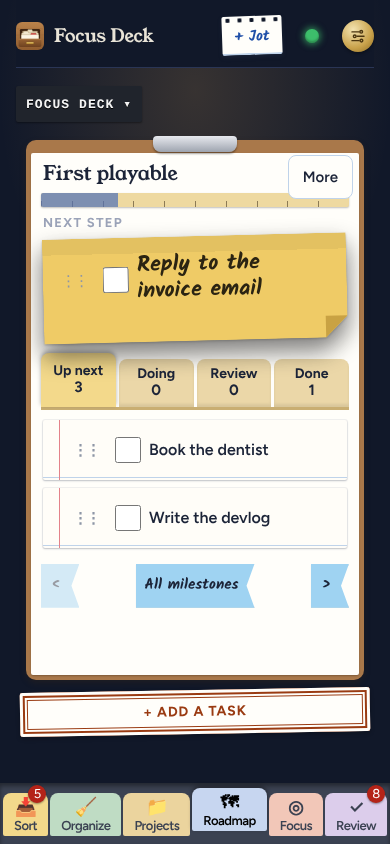 Focus Deck
+ Jot
FOCUS DECK ▾
First playable
More
NEXT STEP
Reply to the
invoice email
Up next
3
Doing
0
Review
0
Done
1
Book the dentist
Write the devlog
<
All milestones
>
+ ADD A TASK
5
Sort
Organize
Projects
Roadmap
Focus
8
Review